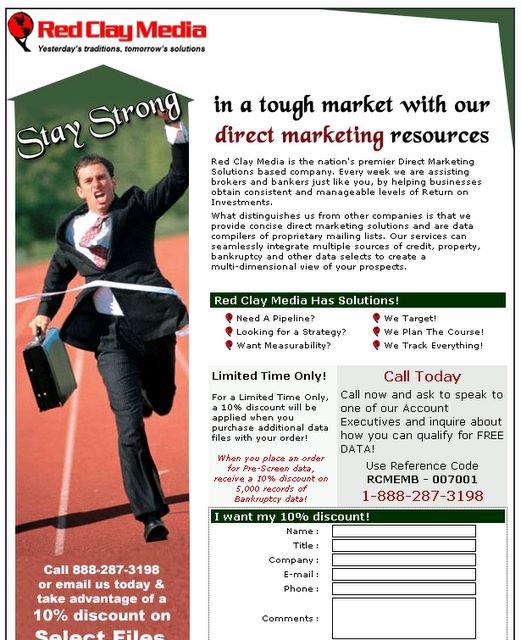 Red Clay Media
Yesterday's traditions, tomorrow's solutions
Stay Strong
in a tough market with our
direct marketing resources
Red Clay Media is the nation's premier Direct Marketing
Solutions based company. Every week we are assisting
brokers and bankers just like you, by helping businesses
obtain consistent and manageable levels of Return on
Investments.
What distinguishes us from other companies is that we
provide concise direct marketing solutions and are data
compilers of proprietary mailing lists. Our services can
seamlessly integrate multiple sources of credit, property,
bankruptcy and other data selects to create a
multi-dimensional view of your prospects.
Red Clay Media Has Solutions!
Need A Pipeline?
Looking for a Strategy?
Want Measurability?
We Target!
We Plan The Course!
We Track Everything!
Limited Time Only!
For a Limited Time Only,
a 10% discount will be
applied when you
purchase additional data
files with your order!
When you place an order
for Pre-Screen data,
receive a 10% discount on
5,000 records of
Bankruptcy data!
Call Today
Call now and ask to speak to
one of our Account
Executives and inquire about
how you can qualify for FREE
DATA!
Use Reference Code
RCMEMB - 007001
1-888-287-3198
I want my 10% discount!
Name :
Title :
Company :
E-mail :
Phone :
Comments :
Call 888-287-3198
or email us today &
take advantage of a
10% discount on
Select Files